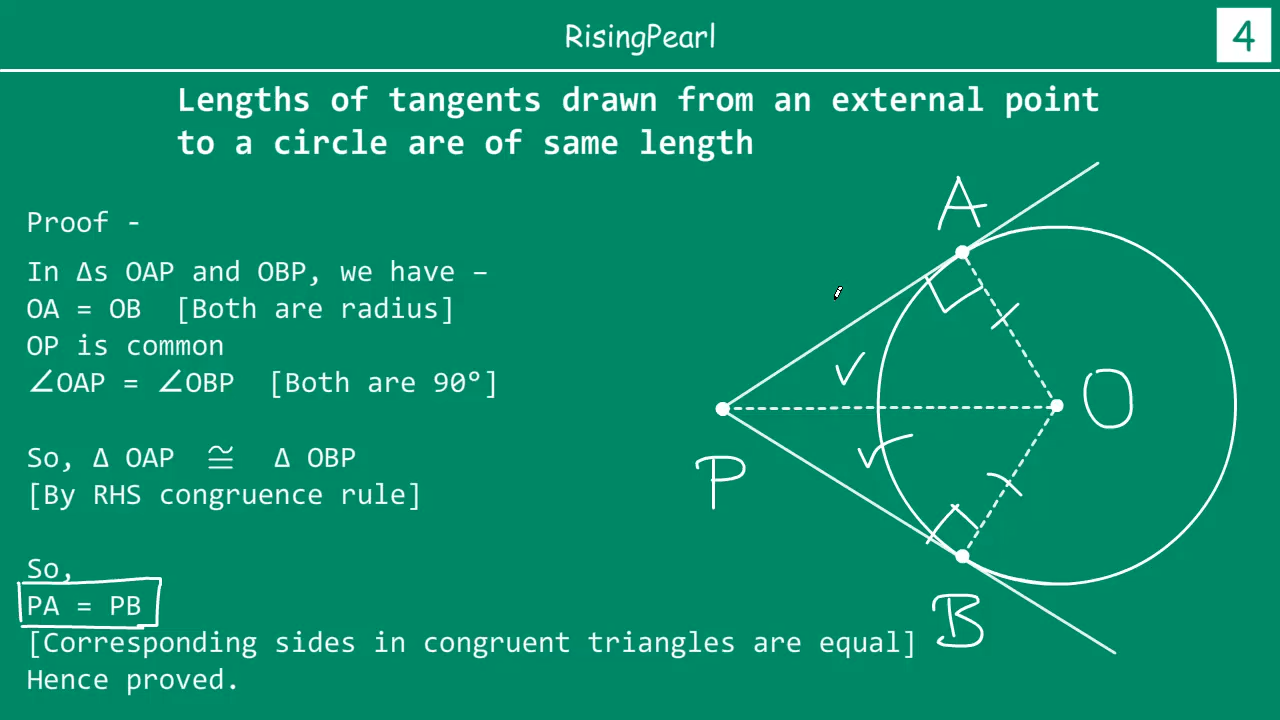 RisingPearl
4
Lengths of tangents drawn from an external point
to a circle are of same length
Proof -
In Δs OAP and OBP, we have –
OA = OB [Both are radius]
OP is common
∠OAP = ∠OBP [Both are 90°]
So, Δ OAP ≅ Δ OBP
[By RHS congruence rule]
So,
PA = PB
[Corresponding sides in congruent triangles are equal]
Hence proved.
A
O
P
B